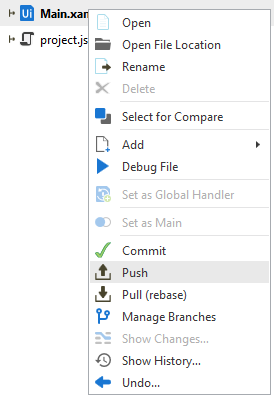 Ui Main.xam
project.js
Open
Open File Location
Rename
Delete
Select for Compare
Add
Debug File
Set as Global Handler
Set as Main
Commit
Push
Pull (rebase)
Manage Branches
Show Changes...
Show History...
Undo...